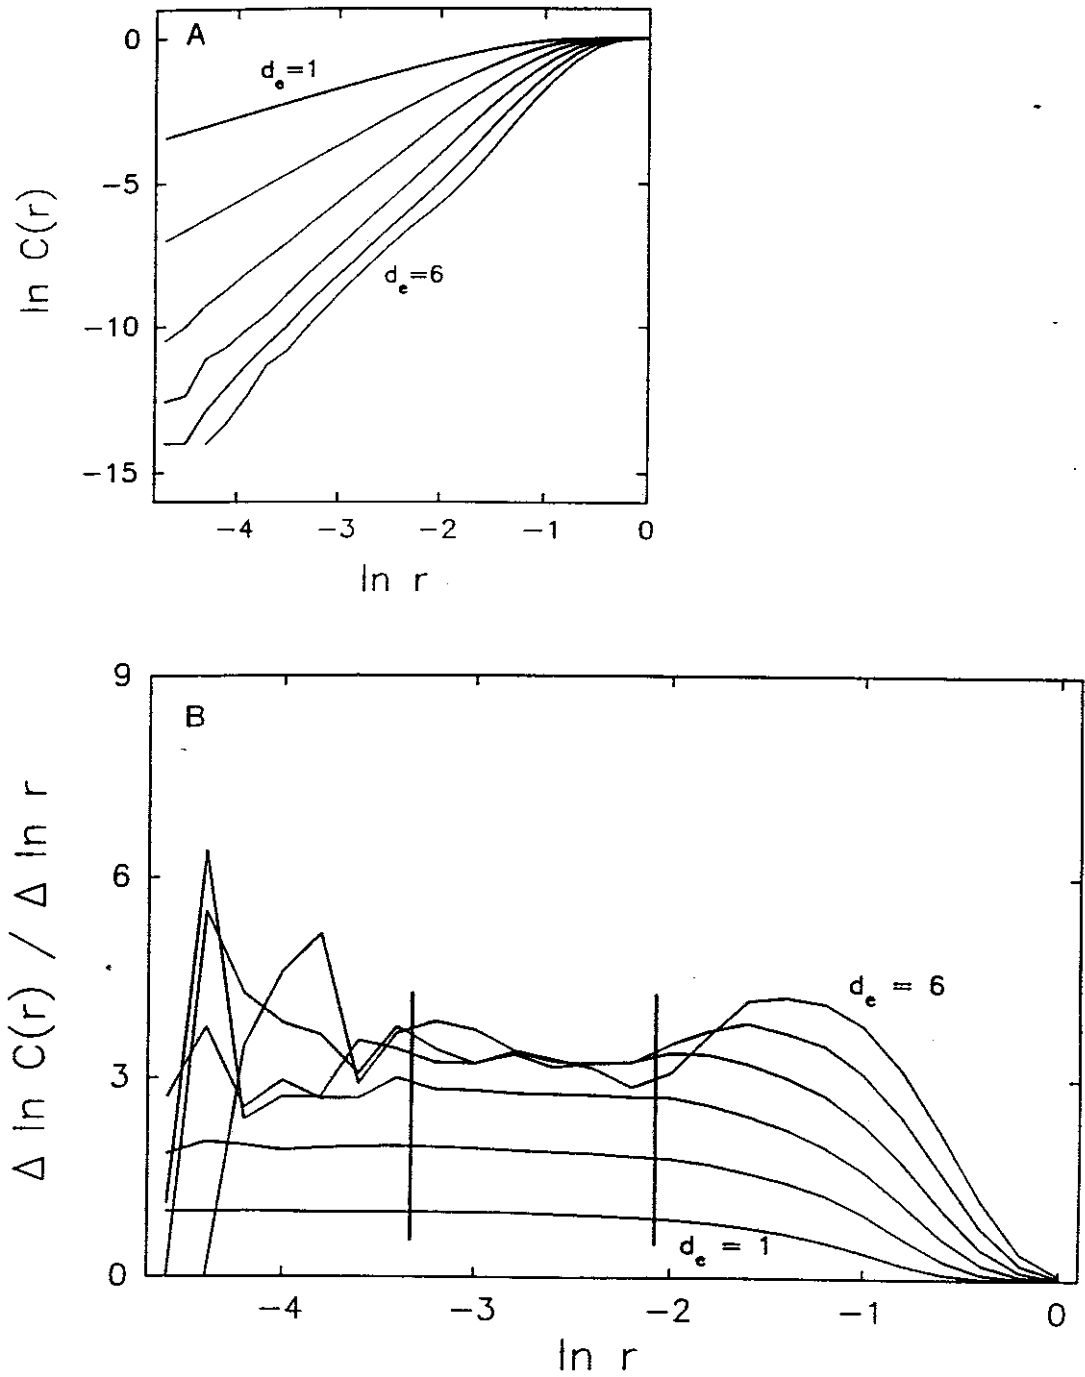 A
0
d_e=1
−5
ln C(r)
d_e=6
−10
−15
−4 −3 −2 −1 0
ln r
9
B
Δ ln C(r) / Δ ln r
6
d_e = 6
3
d_e = 1
0
−4 −3 −2 −1 0
ln r